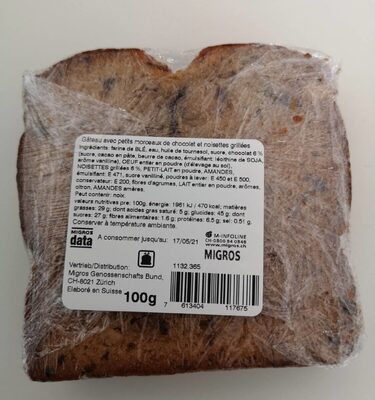 Gâteau avec petits morceaux de chocolat et noisettes grillées
Ingrédients: farine de BLÉ, eau, huile de tournesol, sucre, chocolat 6 %
(sucre, cacao en pâte, beurre de cacao, émulsifiant: lécithine de SOJA,
arôme vanilline), OEUF entier en poudre (d'élevage au sol),
NOISETTES grillées 6 %, PETIT-LAIT en poudre, AMANDES,
émulsifiant: E 471, sucre vanilliné, poudres à lever: E 450 et E 500,
conservateur: E 200, fibres d'agrumes, LAIT entier en poudre, arômes,
citron, AMANDES amères.
Peut contenir: noix.
valeurs nutritives pre: 100g, énergie: 1961 kJ / 470 kcal; matières
grasses: 29 g; dont acides gras saturé: 5 g, glucides: 45 g; dont
sucres: 27 g; fibres alimentaires: 1.6 g; protéines: 6.5 g; sel: 0.51 g.
Conserver à température ambiante.
MIGROS
data
A consommer jusqu'au: 17/05/21
M-INFOLINE
CH-0800 84 0848
www.migros.ch
MIGROS
Vertrieb/Distribution:
Migros Genossenschafts Bund,
CH-8021 Zürich
Elaboré en Suisse
100g
1132.365
7 613404 117675